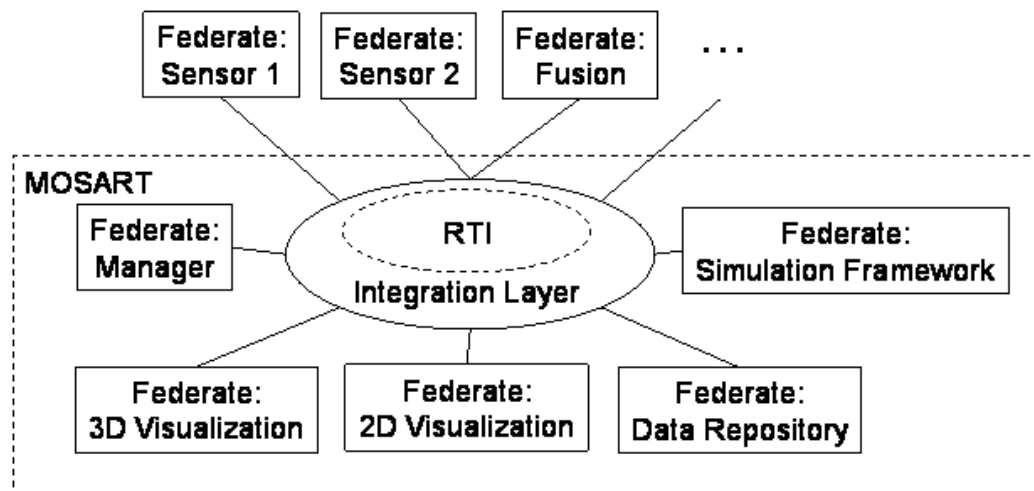 Federate:
Sensor 1
Federate:
Sensor 2
Federate:
Fusion
...
MOSART
Federate:
Manager
RTI
Integration Layer
Federate:
Simulation Framework
Federate:
3D Visualization
Federate:
2D Visualization
Federate:
Data Repository